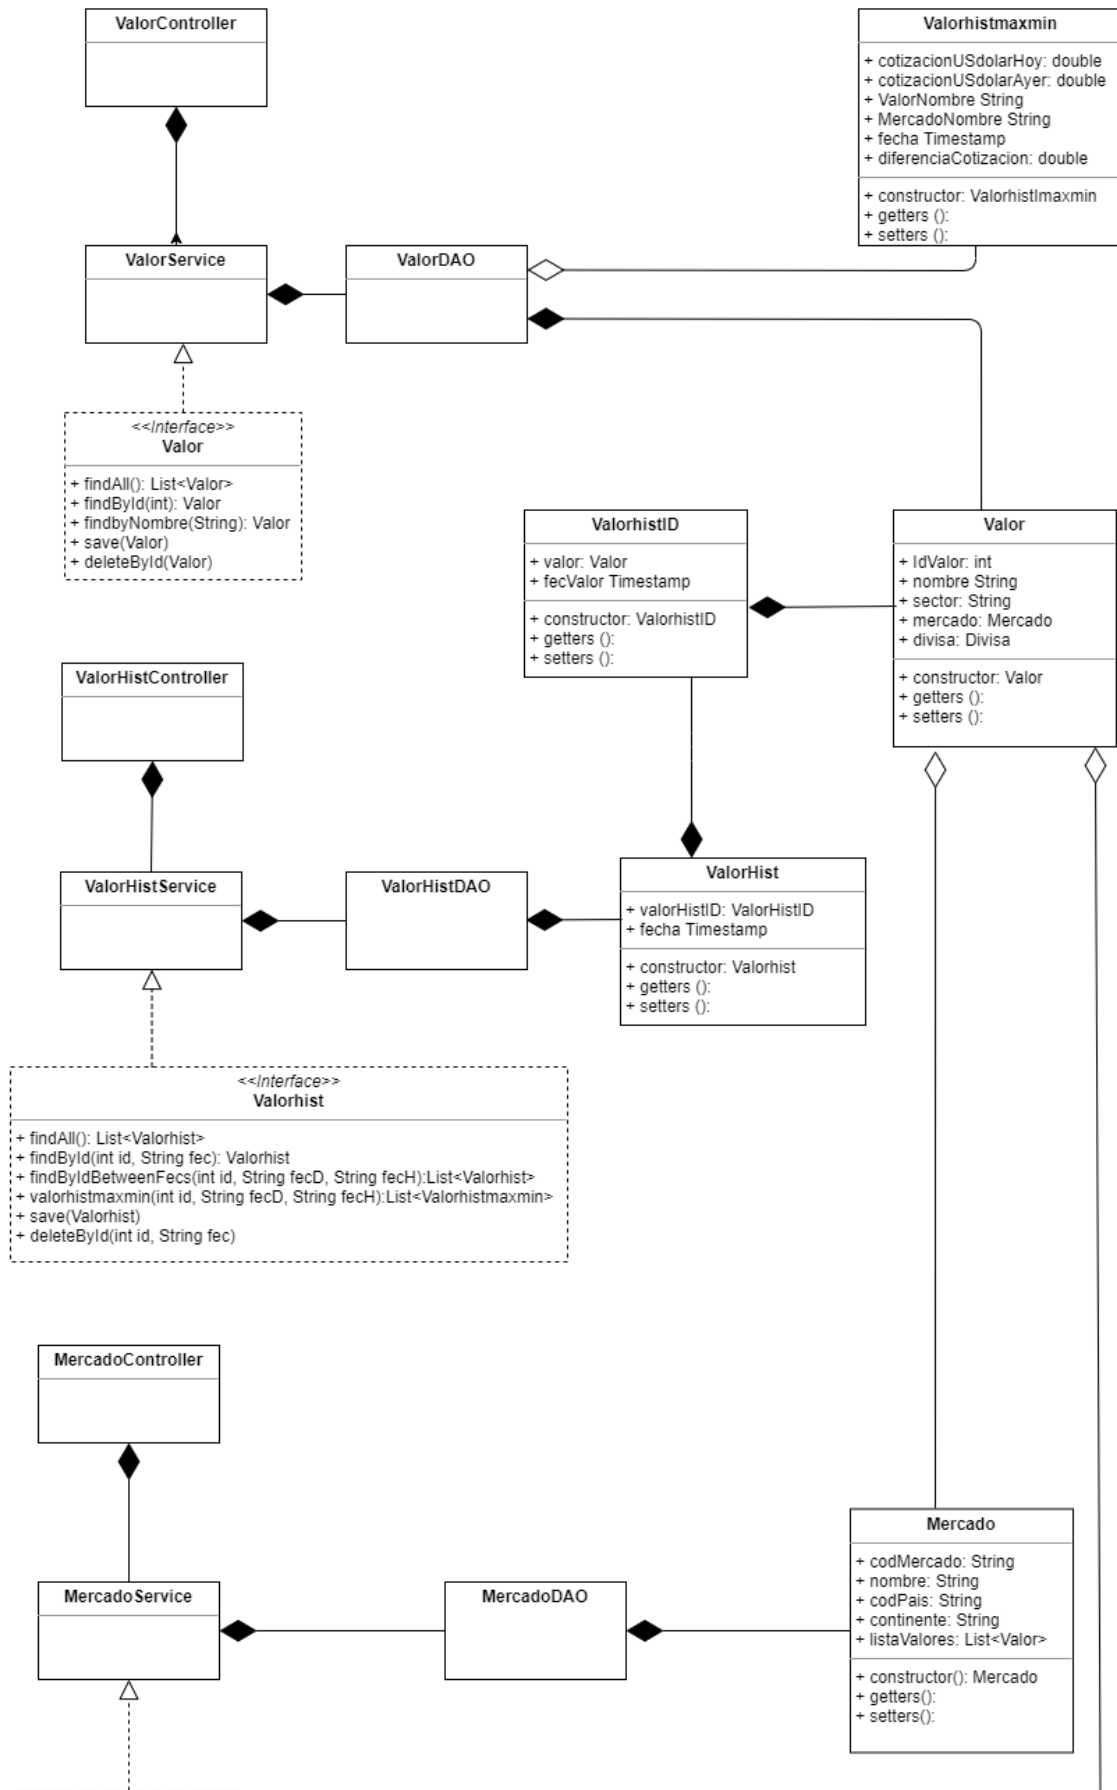 ValorController
Valorhistmaxmin
+ cotizacionUSdolarHoy: double
+ cotizacionUSdolarAyer: double
+ ValorNombre String
+ MercadoNombre String
+ fecha Timestamp
+ diferenciaCotizacion: double
+ constructor: ValorhistImaxmin
+ getters ():
+ setters ():
ValorService
ValorDAO
<<Interface>>
Valor
+ findAll(): List<Valor>
+ findById(int): Valor
+ findbyNombre(String): Valor
+ save(Valor)
+ deleteById(Valor)
ValorhistID
+ valor: Valor
+ fecValor Timestamp
+ constructor: ValorhistID
+ getters ():
+ setters ():
Valor
+ IdValor: int
+ nombre String
+ sector: String
+ mercado: Mercado
+ divisa: Divisa
+ constructor: Valor
+ getters ():
+ setters ():
ValorHistController
ValorHistService
ValorHistDAO
ValorHist
+ valorHistID: ValorHistID
+ fecha Timestamp
+ constructor: Valorhist
+ getters ():
+ setters ():
<<Interface>>
Valorhist
+ findAll(): List<Valorhist>
+ findById(int id, String fec): Valorhist
+ findByIdBetweenFecs(int id, String fecD, String fecH):List<Valorhist>
+ valorhistmaxmin(int id, String fecD, String fecH):List<Valorhistmaxmin>
+ save(Valorhist)
+ deleteById(int id, String fec)
MercadoController
MercadoService
MercadoDAO
Mercado
+ codMercado: String
+ nombre: String
+ codPais: String
+ continente: String
+ listaValores: List<Valor>
+ constructor(): Mercado
+ getters():
+ setters():